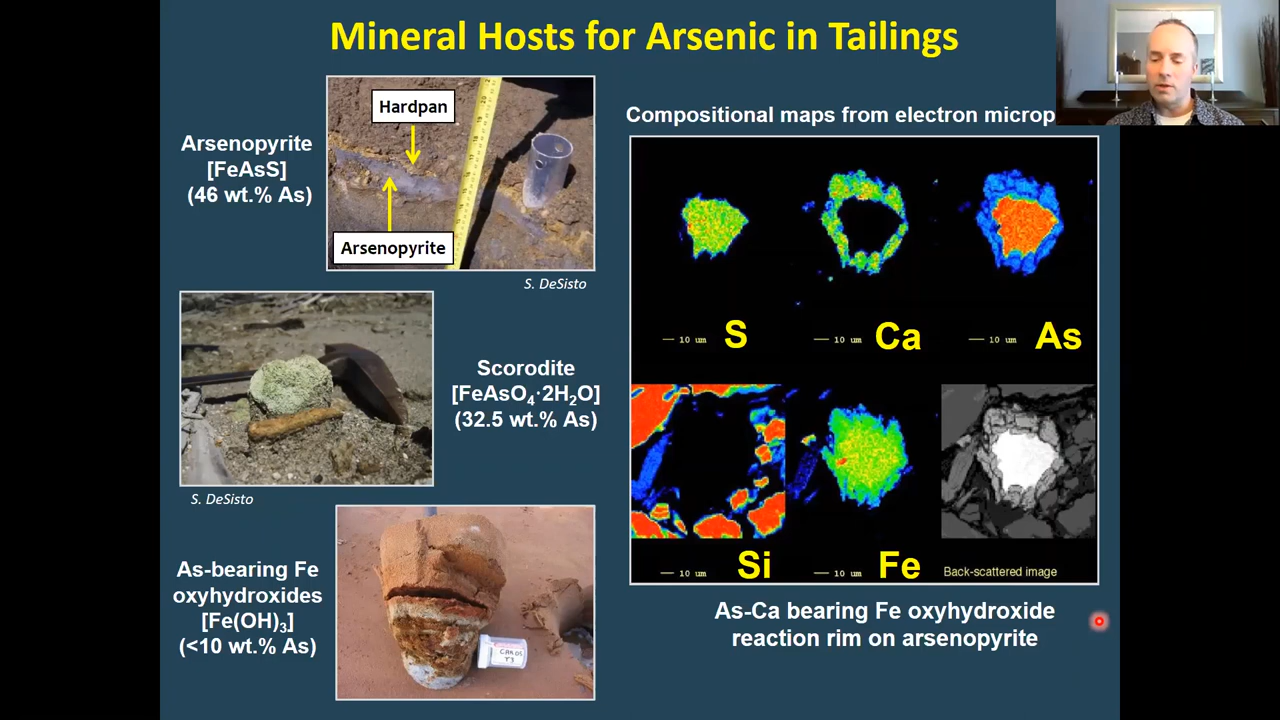 Mineral Hosts for Arsenic in Tailings
Arsenopyrite
[FeAsS]
(46 wt.% As)
Hardpan
Arsenopyrite
S. DeSisto
Scorodite
[FeAsO₄·2H₂O]
(32.5 wt.% As)
S. DeSisto
As-bearing Fe
oxyhydroxides
[Fe(OH)₃]
(<10 wt.% As)
CAR05
T3
Compositional maps from electron
10 um S
10 um Ca
10 um As
10 um Si
10 um Fe
Back-scattered image
As-Ca bearing Fe oxyhydroxide
reaction rim on arsenopyrite